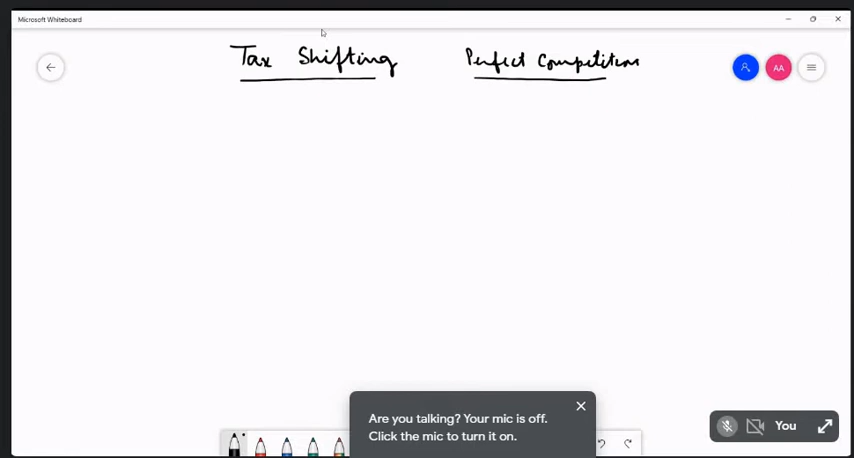 Microsoft Whiteboard
Tax Shifting Perfect Competition
AA
Are you talking? Your mic is off.
Click the mic to turn it on.
You